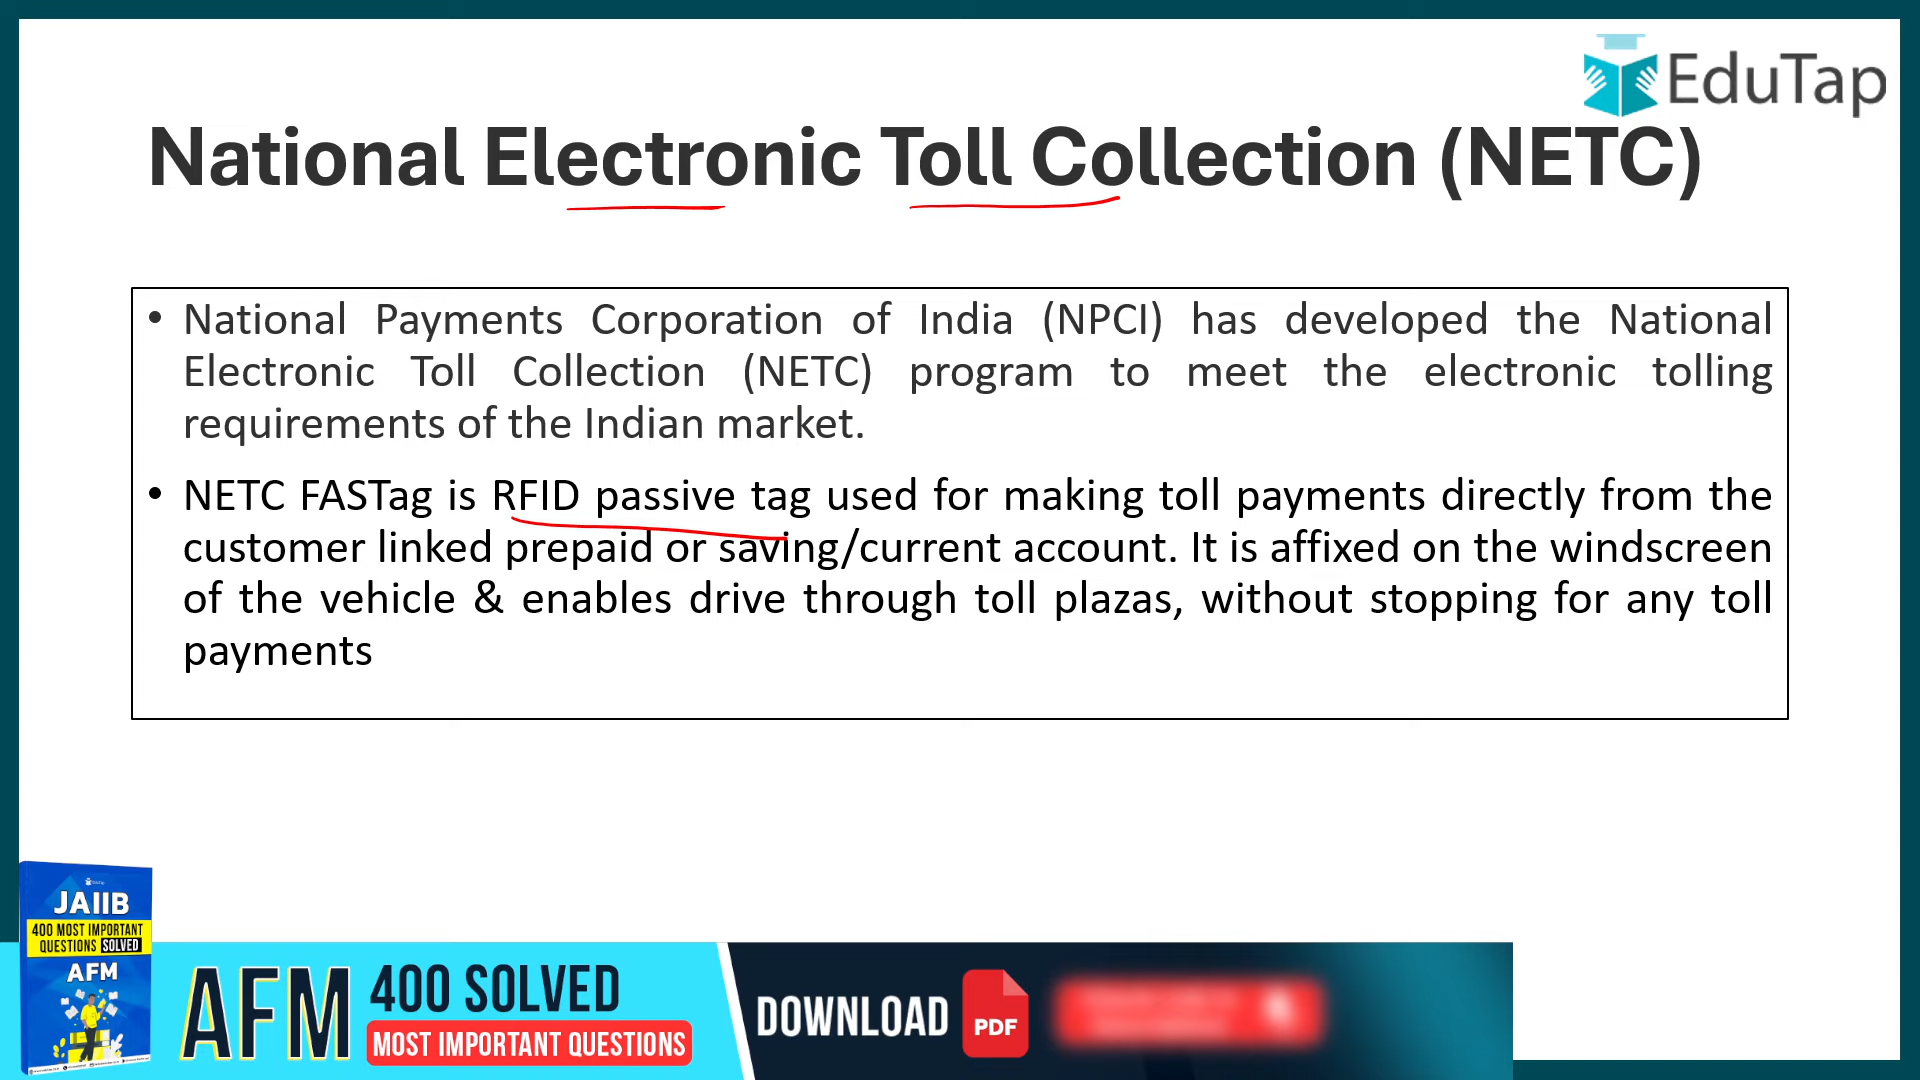 EduTap
National Electronic Toll Collection (NETC)
• National Payments Corporation of India (NPCI) has developed the National
Electronic Toll Collection (NETC) program to meet the electronic tolling
requirements of the Indian market.
• NETC FASTag is RFID passive tag used for making toll payments directly from the
customer linked prepaid or saving/current account. It is affixed on the windscreen
of the vehicle & enables drive through toll plazas, without stopping for any toll
payments
JAIIB
400 MOST IMPORTANT
QUESTIONS SOLVED
AFM
AFM
400 SOLVED
MOST IMPORTANT QUESTIONS
DOWNLOAD
PDF